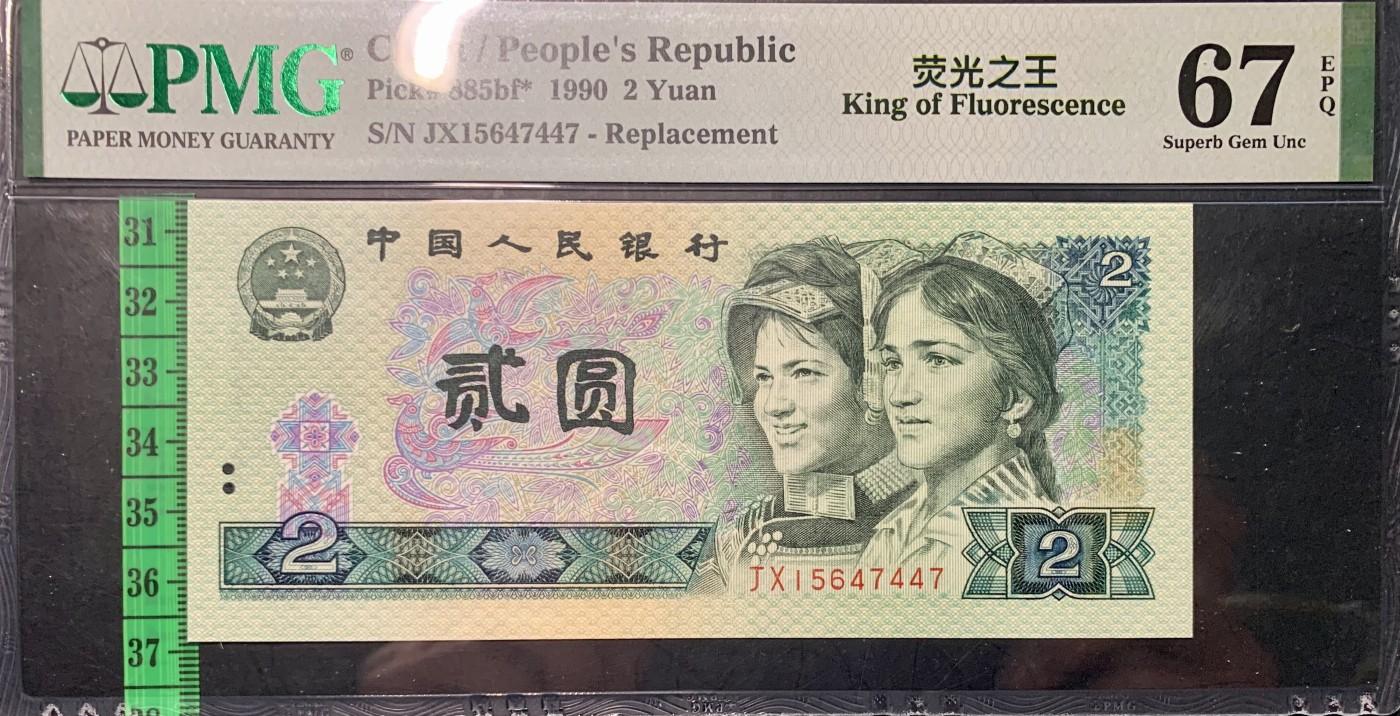 PMG®
PAPER MONEY GUARANTY
/ People's Republic
Pick# 885bf* 1990 2 Yuan
S/N JX15647447 - Replacement
荧光之王
King of Fluorescence
67
EPQ
Superb Gem Unc
中国人民银行
2
贰圆
2
JX15647447
2
31
32
33
34
35
36
37